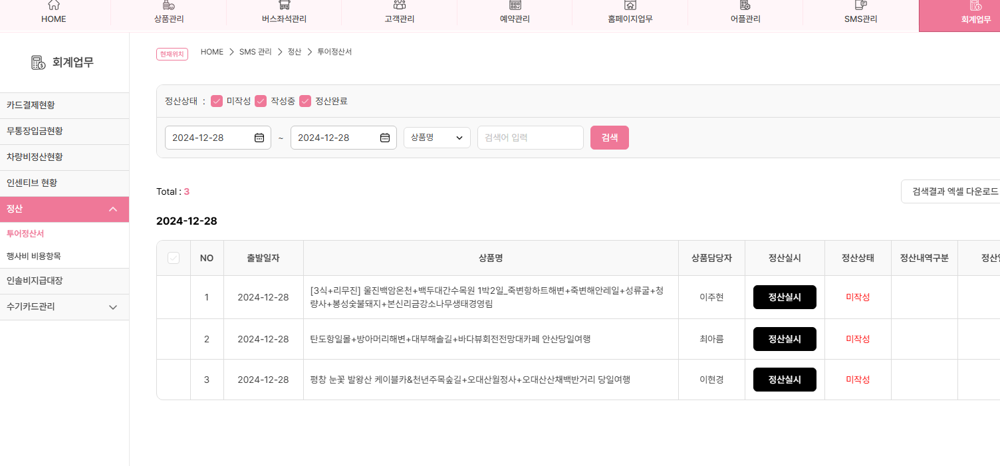 HOME 상품관리 버스좌석관리 고객관리 예약관리 홈페이지업무 어플관리 SMS관리 회계업무
회계업무
카드결제현황
무통장입금현황
차량비정산현황
인센티브 현황
정산
투어정산서
행사비 비용항목
인솔비지급대장
수기카드관리
현재위치 HOME > SMS 관리 > 정산 > 투어정산서
정산상태 : 미작성 작성중 정산완료
2024-12-28 ~ 2024-12-28 상품명 검색어 입력 검색
Total : 3 검색결과 엑셀 다운로드
2024-12-28
NO 출발일자 상품명 상품담당자 정산실시 정산상태 정산내역구분 정산
1 2024-12-28 [3식+리무진] 울진백암온천+백두대간수목원 1박2일_죽변항하트해변+죽변해안레일+성류굴+청
량사+봉성숯불돼지+본신리금강소나무생태경영림 이주현 정산실시 미작성
2 2024-12-28 탄도항일몰+방아머리해변+대부해솔길+바다뷰회전전망대카페 안산당일여행 최아름 정산실시 미작성
3 2024-12-28 평창 눈꽃 발왕산 케이블카&천년주목숲길+오대산월정사+오대산산채백반거리 당일여행 이현경 정산실시 미작성